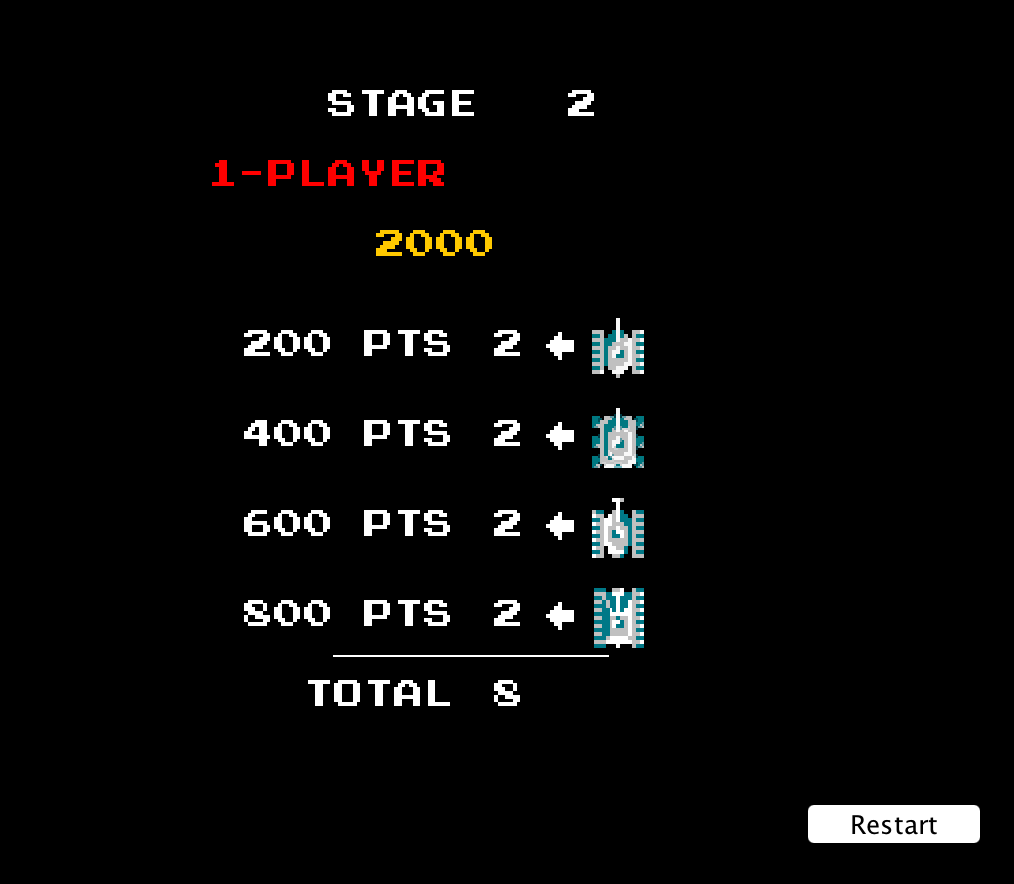 STAGE 2
1-PLAYER
2000
200 PTS 2
400 PTS 2
600 PTS 2
800 PTS 2
TOTAL 8
Restart